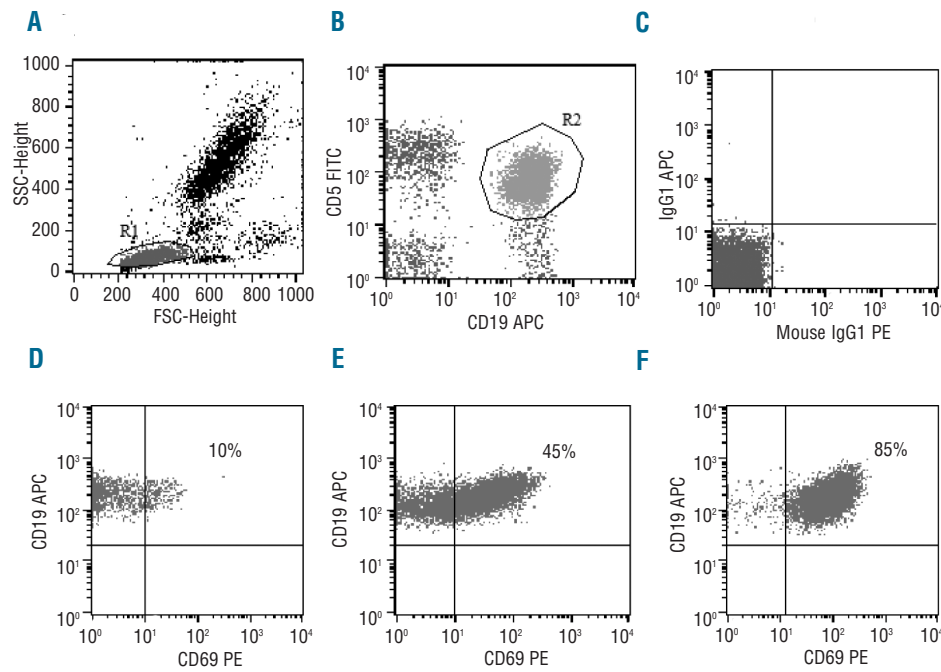 A
SSC-Height
1000
800
600
400
200
0
R1
0 200 400 600 800 1000
FSC-Height
B
CD5 FITC
10⁴
10³
10²
10¹
10⁰
R2
10⁰ 10¹ 10² 10³ 10⁴
CD19 APC
C
IgG1 APC
10⁴
10³
10²
10¹
10⁰
10⁰ 10¹ 10² 10³ 10⁴
Mouse IgG1 PE
D
CD19 APC
10⁴
10³
10²
10¹
10⁰
10%
10⁰ 10¹ 10² 10³ 10⁴
CD69 PE
E
CD19 APC
10⁴
10³
10²
10¹
10⁰
45%
10⁰ 10¹ 10² 10³ 10⁴
CD69 PE
F
CD19 APC
10⁴
10³
10²
10¹
10⁰
85%
10⁰ 10¹ 10² 10³ 10⁴
CD69 PE